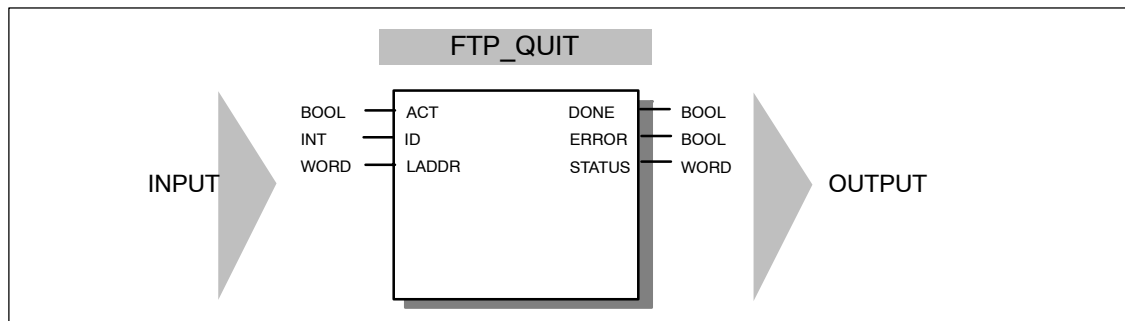 FTP_QUIT
BOOL ACT DONE BOOL
INT ID ERROR BOOL
WORD LADDR STATUS WORD
INPUT OUTPUT